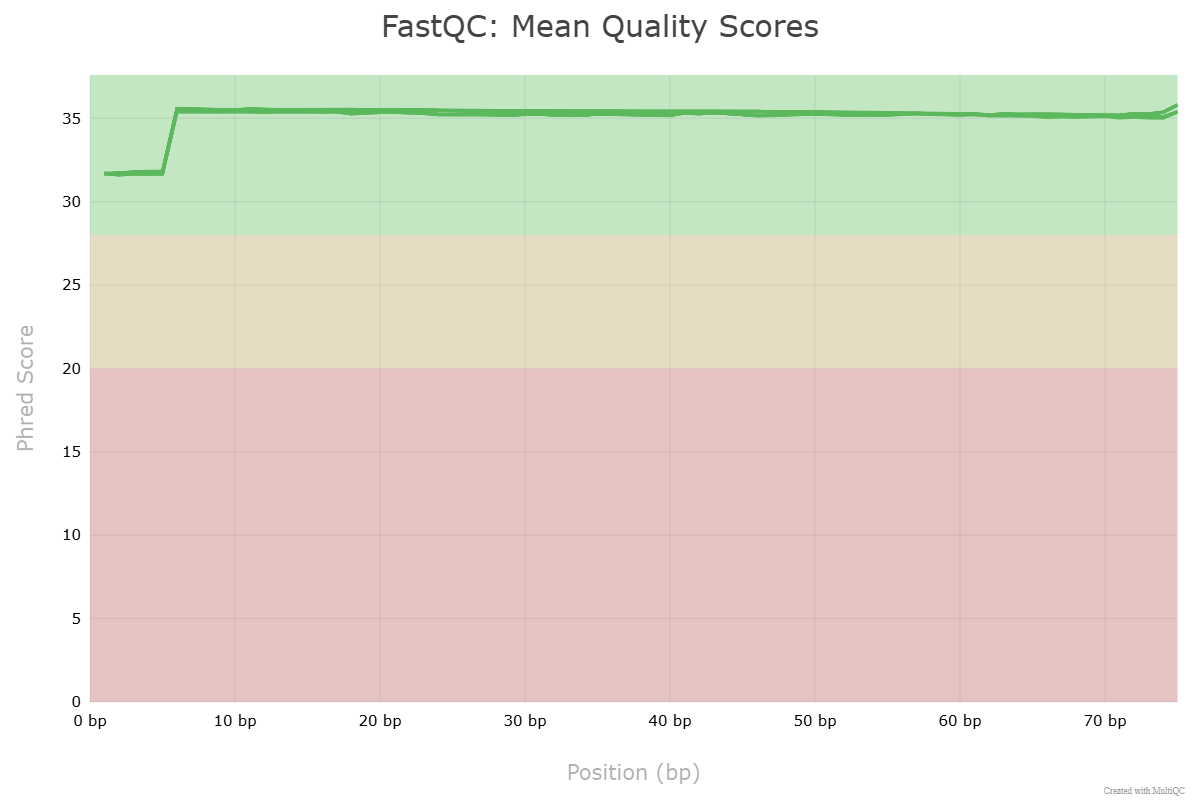 FastQC: Mean Quality Scores
Phred Score
35
30
25
20
15
10
5
0
0 bp
10 bp
20 bp
30 bp
40 bp
50 bp
60 bp
70 bp
Position (bp)
Created with MultiQC